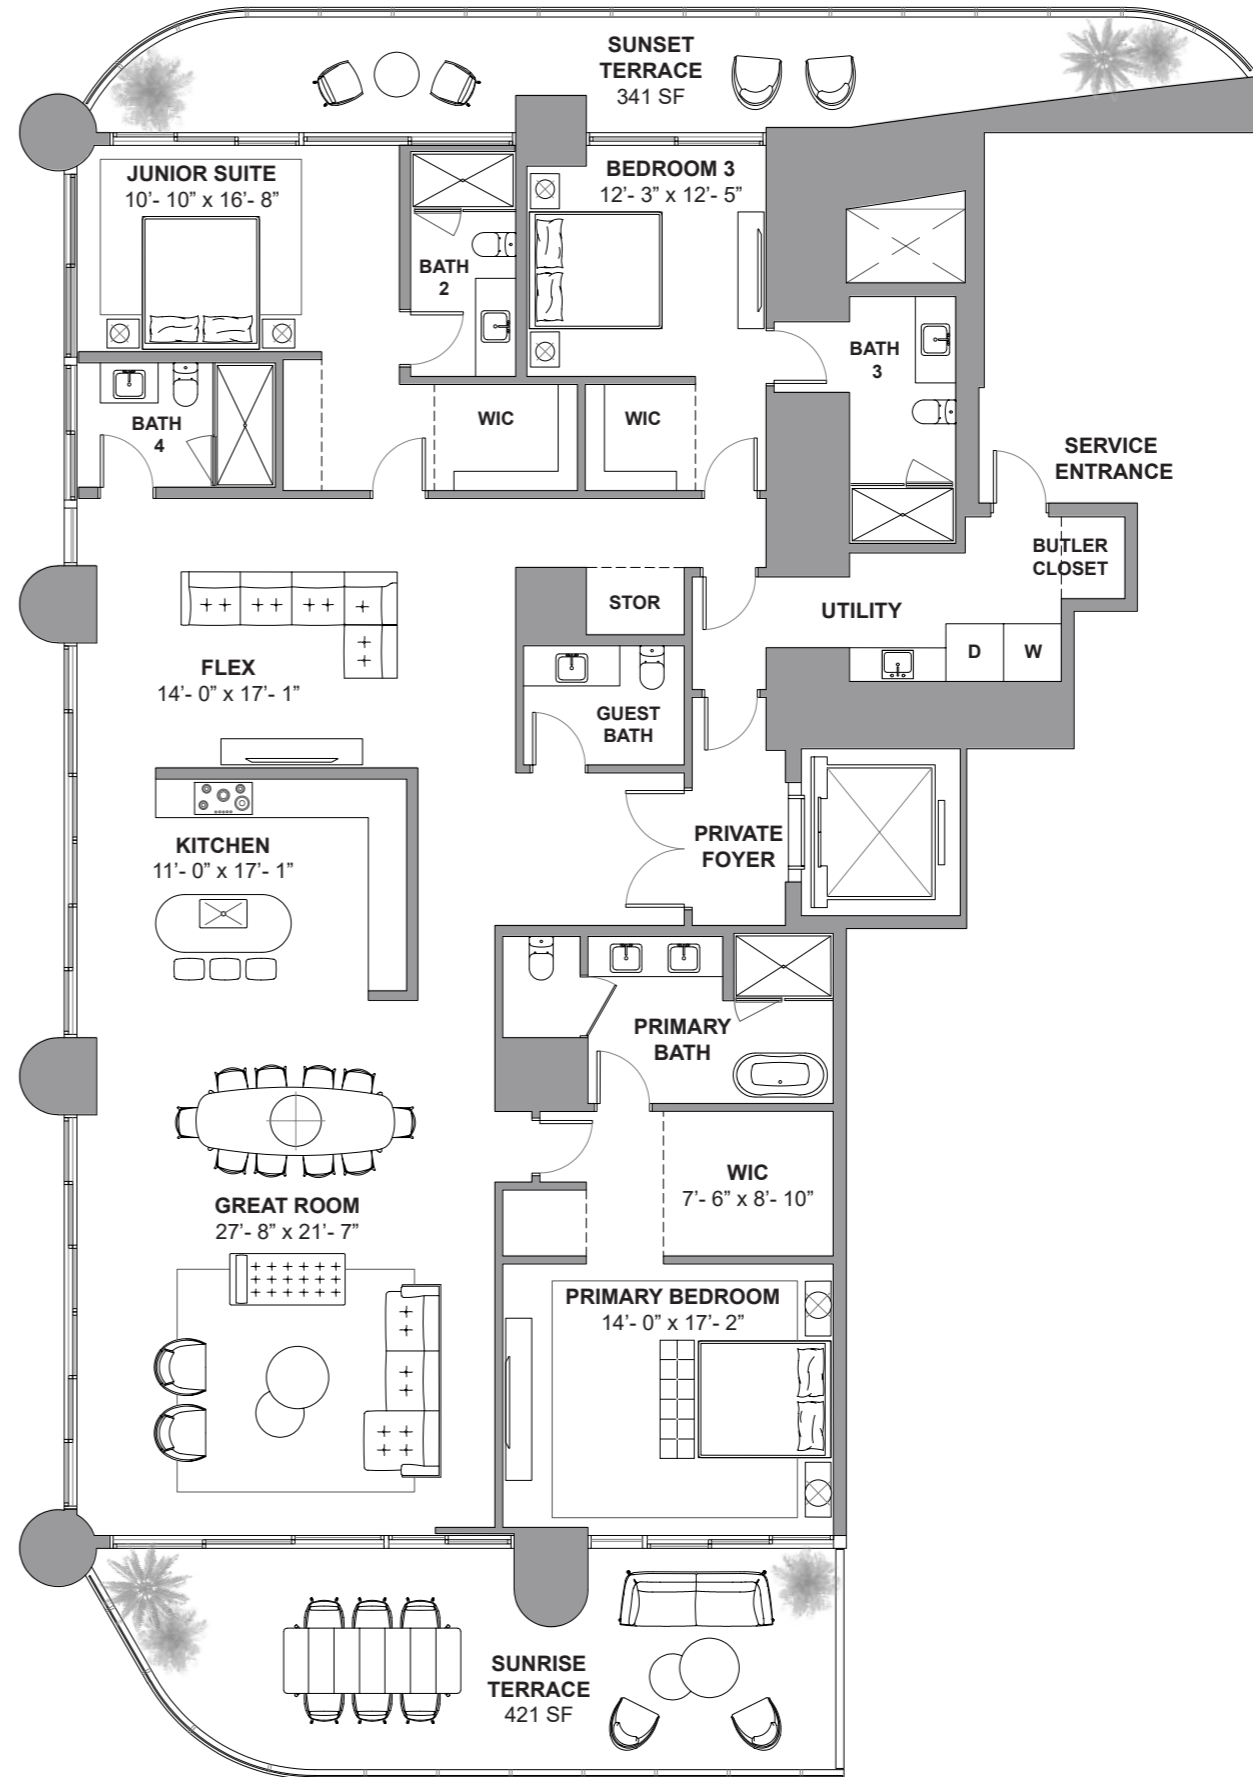 SUNSET
TERRACE
341 SF
JUNIOR SUITE
10’- 10” x 16’- 8”
BEDROOM 3
12’- 3” x 12’- 5”
BATH
2
BATH
3
BATH
4
WIC
WIC
SERVICE
ENTRANCE
BUTLER
CLOSET
STOR
UTILITY
D
W
FLEX
14’- 0” x 17’- 1”
GUEST
BATH
KITCHEN
11’- 0” x 17’- 1”
PRIVATE
FOYER
PRIMARY
BATH
WIC
7’- 6” x 8’- 10”
GREAT ROOM
27’- 8” x 21’- 7”
PRIMARY BEDROOM
14’- 0” x 17’- 2”
SUNRISE
TERRACE
421 SF